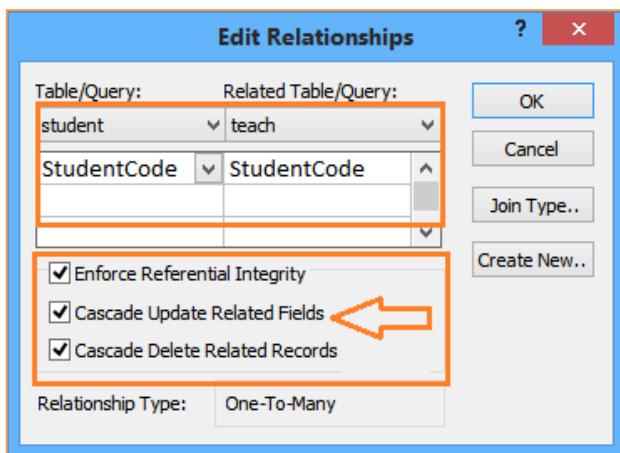 Edit Relationships ? ×
Table/Query: Related Table/Query:
student teach
StudentCode StudentCode
OK
Cancel
Join Type..
Create New..
Enforce Referential Integrity
Cascade Update Related Fields
Cascade Delete Related Records
Relationship Type: One-To-Many